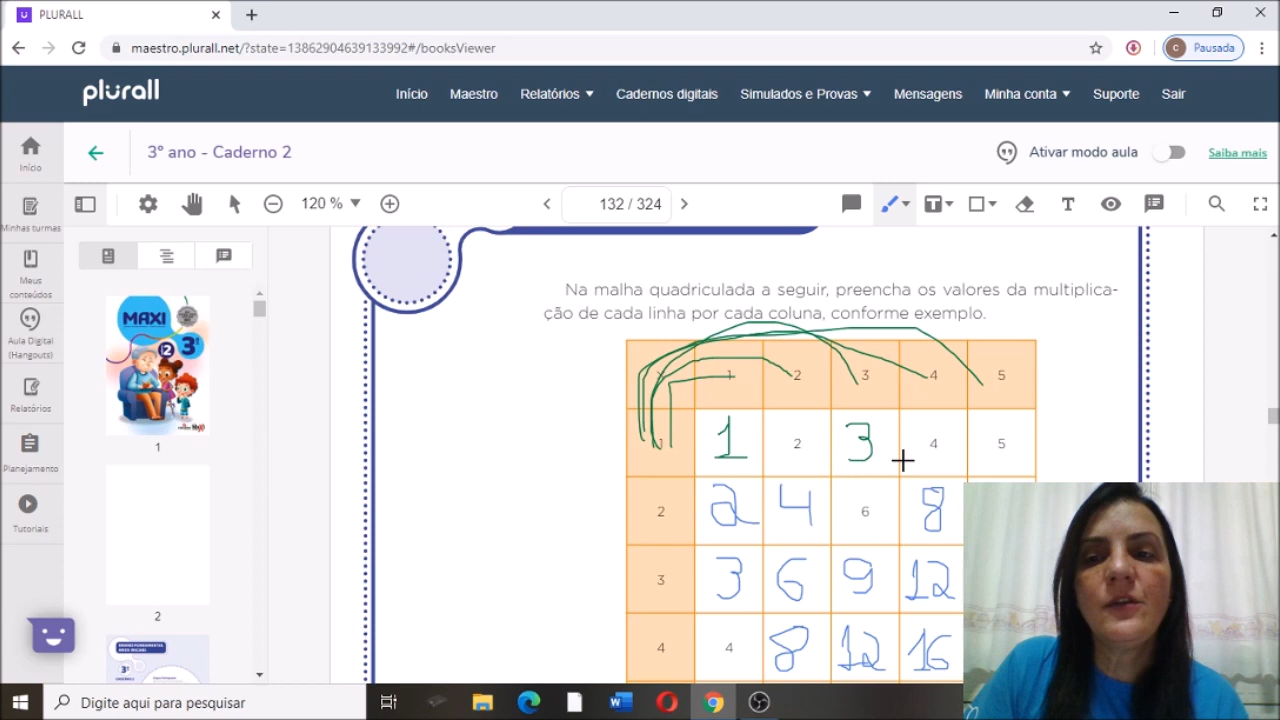 PLURALL
maestro.plurall.net/?state=13862904639133992#/booksViewer
C Pausada
plurall
Início Maestro Relatórios Cadernos digitais Simulados e Provas Mensagens Minha conta Suporte Sair
Início
3º ano - Caderno 2
Ativar modo aula Saiba mais
Minhas turmas
120 %
132 / 324
Meus
conteúdos
Aula Digital
(Hangouts)
Relatórios
Planejamento
Tutoriais
MAXI
2 3º
1
2
Na malha quadriculada a seguir, preencha os valores da multiplica-
ção de cada linha por cada coluna, conforme exemplo.
X 1 2 3 4 5
1 1 2 3 4 5
2 2 4 6 8
3 3 6 9 12
4 4 8 12 16
Digite aqui para pesquisar